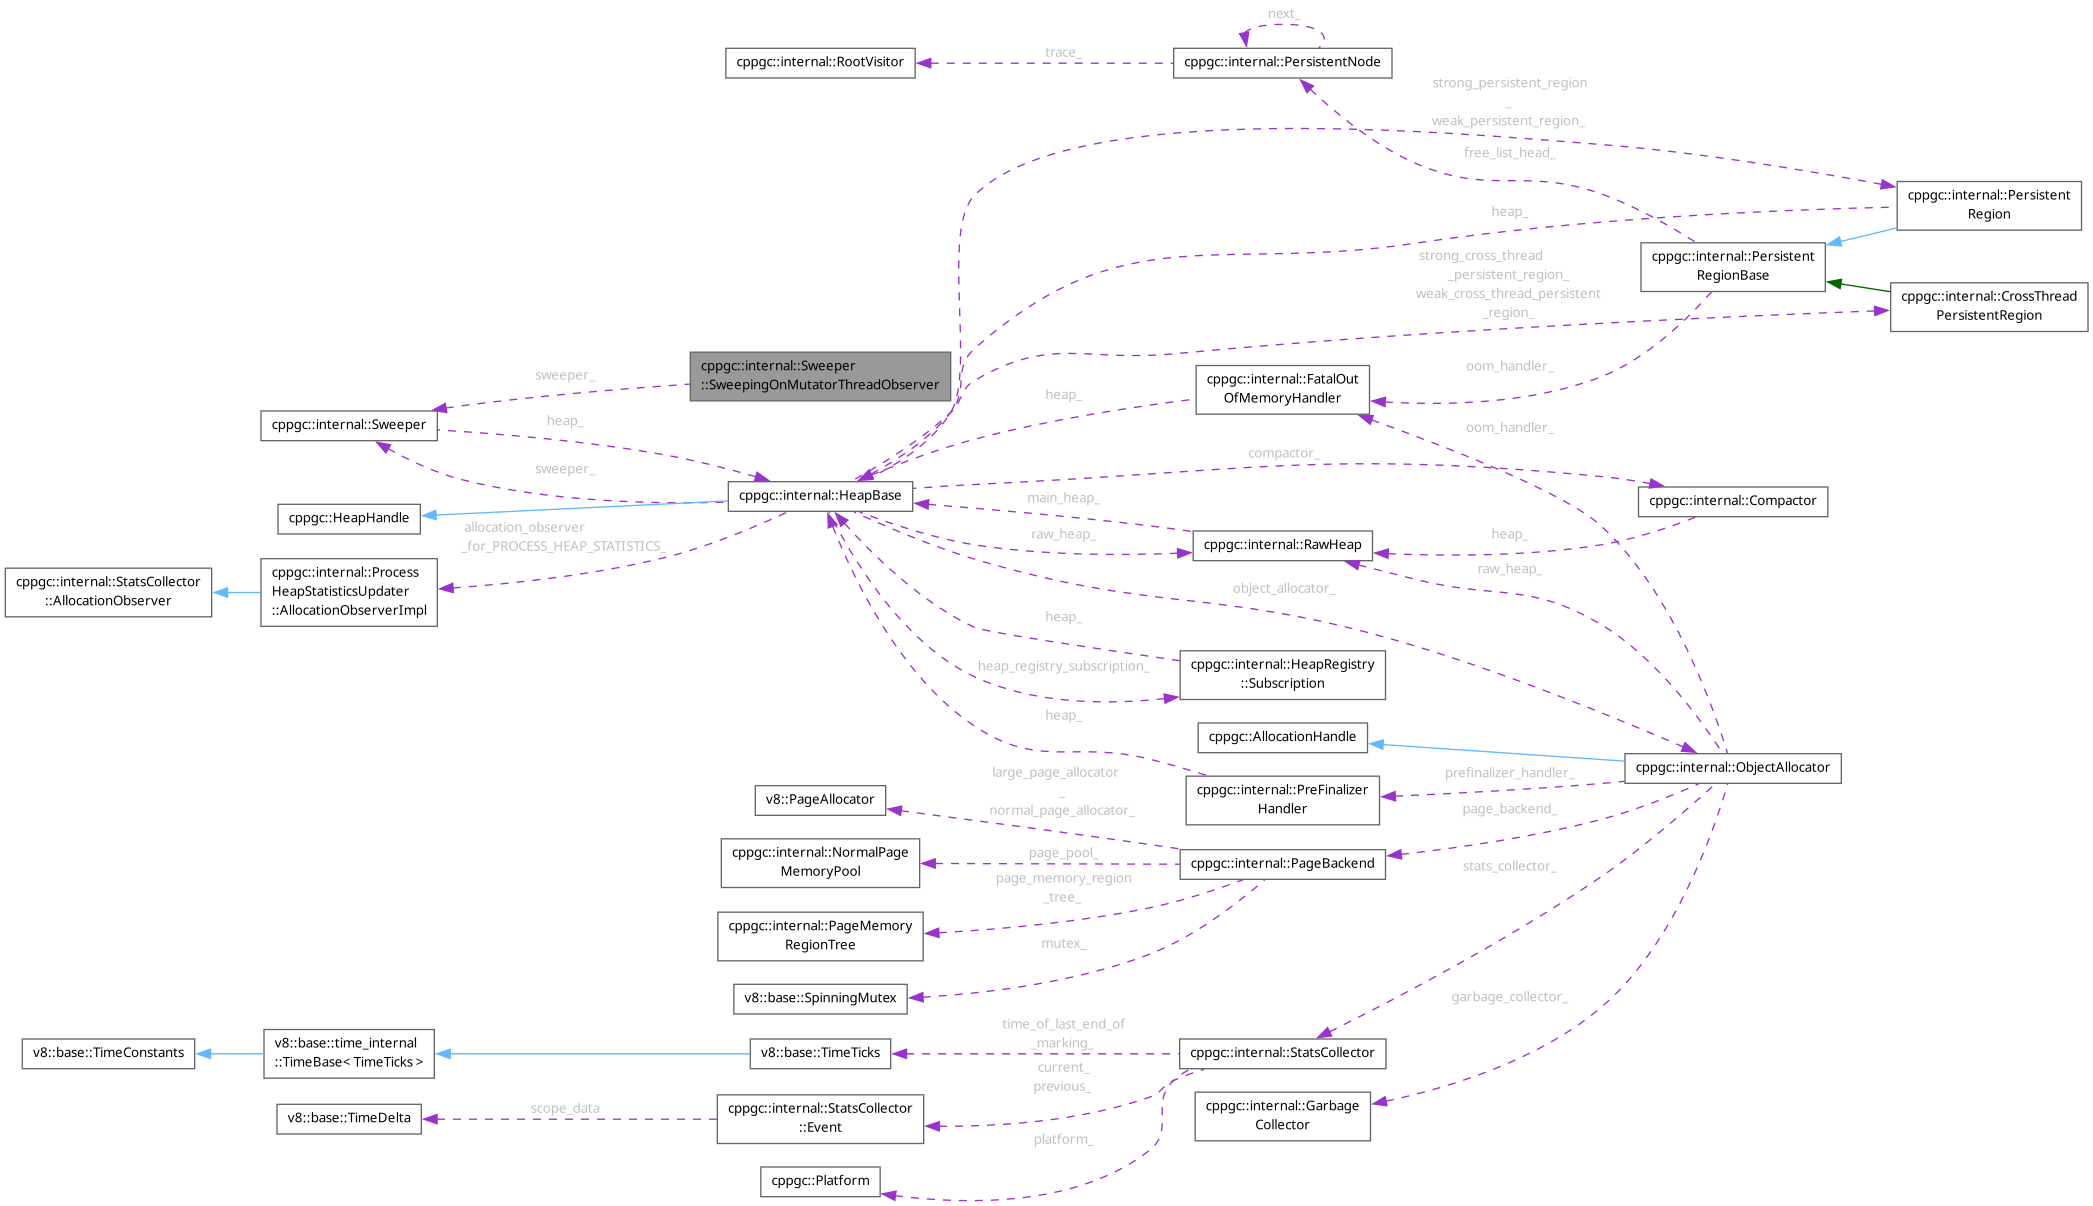 next_
cppgc::internal::RootVisitor
trace_
cppgc::internal::PersistentNode
strong_persistent_region
_
weak_persistent_region_
free_list_head_
cppgc::internal::Persistent
Region
heap_
cppgc::internal::Persistent
RegionBase
strong_cross_thread
_persistent_region_
weak_cross_thread_persistent
_region_
cppgc::internal::CrossThread
PersistentRegion
cppgc::internal::Sweeper
::SweepingOnMutatorThreadObserver
sweeper_
cppgc::internal::FatalOut
OfMemoryHandler
heap_
oom_handler_
cppgc::internal::Sweeper
heap_
oom_handler_
sweeper_
compactor_
cppgc::internal::HeapBase
main_heap_
cppgc::internal::Compactor
cppgc::HeapHandle
allocation_observer
_for_PROCESS_HEAP_STATISTICS_
raw_heap_
cppgc::internal::RawHeap
heap_
raw_heap_
cppgc::internal::StatsCollector
::AllocationObserver
cppgc::internal::Process
HeapStatisticsUpdater
::AllocationObserverImpl
object_allocator_
heap_
heap_registry_subscription_
cppgc::internal::HeapRegistry
::Subscription
heap_
cppgc::AllocationHandle
cppgc::internal::ObjectAllocator
large_page_allocator
_
normal_page_allocator_
v8::PageAllocator
cppgc::internal::PreFinalizer
Handler
prefinalizer_handler_
page_backend_
cppgc::internal::NormalPage
MemoryPool
page_pool_
cppgc::internal::PageBackend
stats_collector_
page_memory_region
_tree_
cppgc::internal::PageMemory
RegionTree
mutex_
v8::base::SpinningMutex
garbage_collector_
v8::base::TimeConstants
v8::base::time_internal
::TimeBase< TimeTicks >
v8::base::TimeTicks
time_of_last_end_of
_marking_
cppgc::internal::StatsCollector
current_
previous_
v8::base::TimeDelta
scope_data
cppgc::internal::StatsCollector
::Event
cppgc::internal::Garbage
Collector
platform_
cppgc::Platform